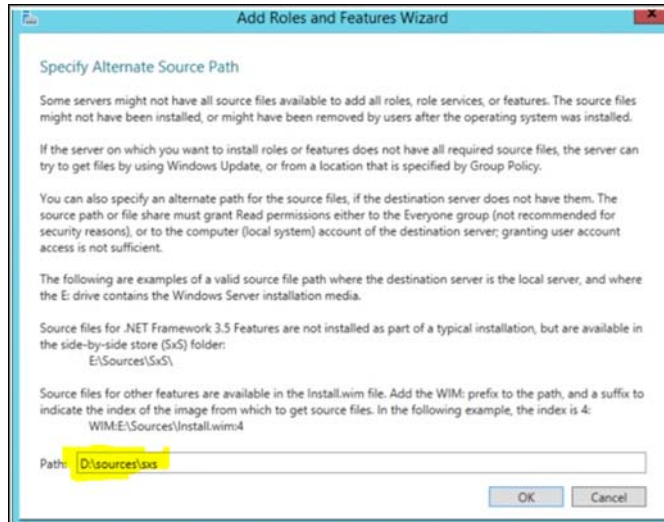 Add Roles and Features Wizard
x
Specify Alternate Source Path
Some servers might not have all source files available to add all roles, role services, or features. The source files
might not have been installed, or might have been removed by users after the operating system was installed.
If the server on which you want to install roles or features does not have all required source files, the server can
try to get files by using Windows Update, or from a location that is specified by Group Policy.
You can also specify an alternate path for the source files, if the destination server does not have them. The
source path or file share must grant Read permissions either to the Everyone group (not recommended for
security reasons), or to the computer (local system) account of the destination server; granting user account
access is not sufficient.
The following are examples of a valid source file path where the destination server is the local server, and where
the E: drive contains the Windows Server installation media.
Source files for .NET Framework 3.5 Features are not installed as part of a typical installation, but are available in
the side-by-side store (SxS) folder:
E:\Sources\SxS\
Source files for other features are available in the Install.wim file. Add the WIM: prefix to the path, and a suffix to
indicate the index of the image from which to get source files. In the following example, the index is 4:
WIM:E:\Sources\Install.wim:4
Path: D:\sources\sxs
OK Cancel